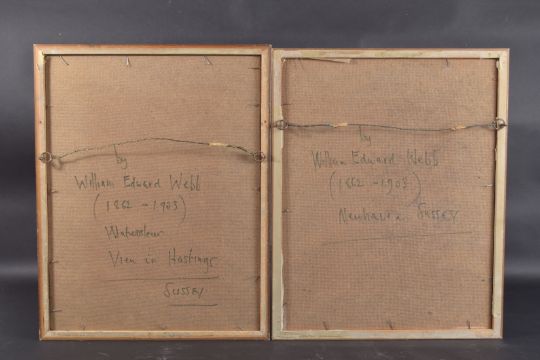 by
William Edward Webb
(1862 - 1903)
Watercolour
View in Hastings
SUSSEX
by
William Edward Webb
(1862 - 1903)
Newhaven SUSSEX